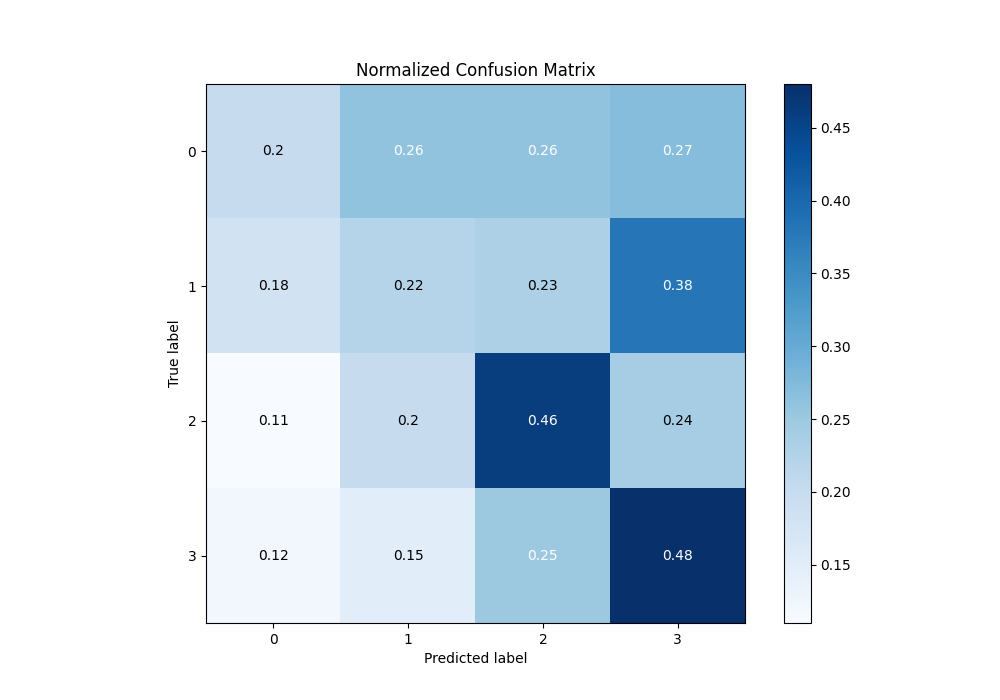 Normalized Confusion Matrix
0 0.2 0.26 0.26 0.27
1 0.18 0.22 0.23 0.38
2 0.11 0.2 0.46 0.24
3 0.12 0.15 0.25 0.48
0 1 2 3
Predicted label
True label
0.45
0.40
0.35
0.30
0.25
0.20
0.15